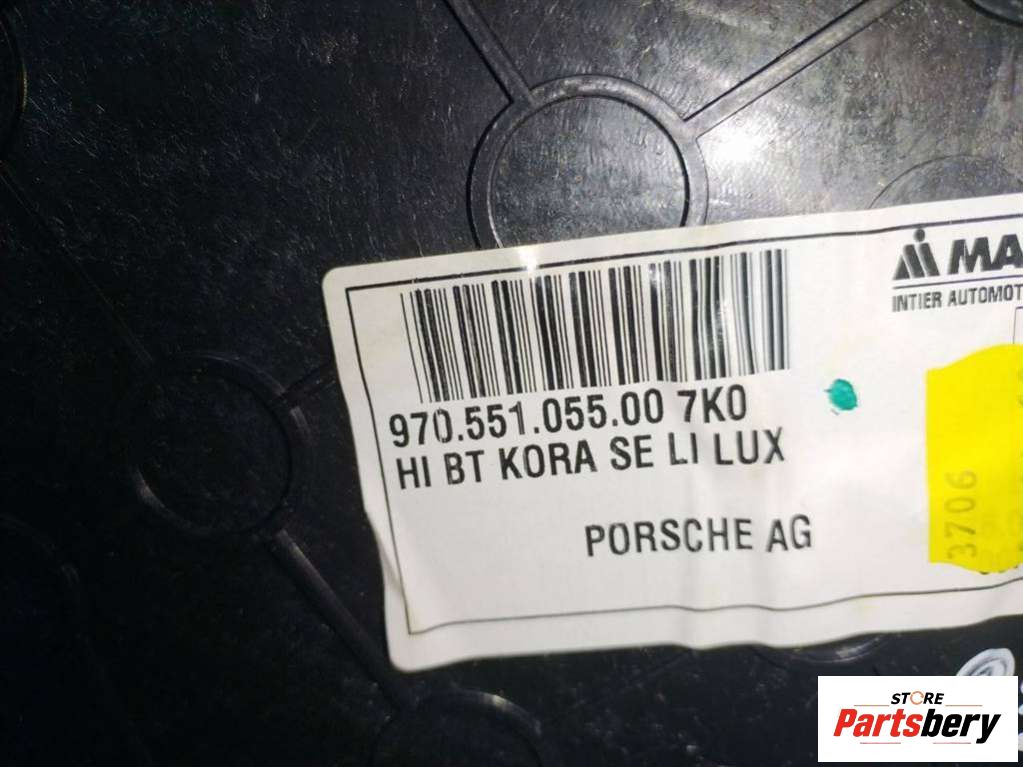 MA
INTIER AUTOMOT
970.551.055.00 7K0
HI BT KORA SE LI LUX
PORSCHE AG
3706
STORE
Partsbery